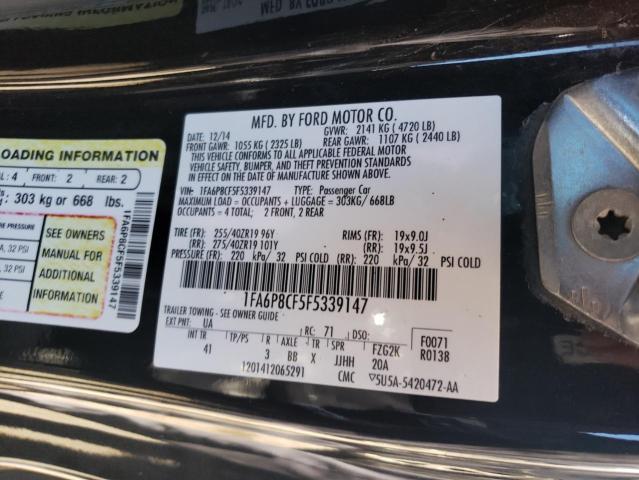 LOADING INFORMATION
: 4 FRONT: 2 REAR: 2
303 kg or 668 lbs.
SEE OWNERS
MANUAL FOR
ADDITIONAL
INFORMATION
32 PSI
32 PSI
1FA6P8CF5F5339147
MFD. BY FORD MOTOR CO.
12/14 GVWR: 2141 KG ( 4720 LB)
FRONT GAWR: 1055 KG ( 2325 LB) REAR GAWR: 1107 KG ( 2440 LB)
THIS VEHICLE CONFORMS TO ALL APPLICABLE FEDERAL MOTOR
VEHICLE SAFETY, BUMPER, AND THEFT PREVENTION STANDARDS
IN EFFECT ON THE DATE OF MANUFACTURE SHOWN ABOVE.
VIN: 1FA6P8CF5F5339147 TYPE: Passenger Car
MAXIMUM LOAD = OCCUPANTS + LUGGAGE = 303KG/ 668LB
OCCUPANTS = 4 TOTAL, 2 FRONT, 2 REAR
TIRE (F): 255/40ZR19 96Y RIMS (F): 19x9.0J
(R): 275/40ZR19 101Y (R): 19x9.5J
PRESSURE (F): 220 kPa/ 32 PSI COLD (R): 220 kPa/ 32 PSI COLD
1FA6P8CF5F5339147
TRAILER TOWING - SEE OWNER GUIDE
EXT PNT: UA RC: 71 DSO: F0071
INT TR TP/PS R AXLE TR SPR FZG2K R0138
41 3 BB X JJHH 20A
1201412065291 CMC 5U5A-5420472-AA